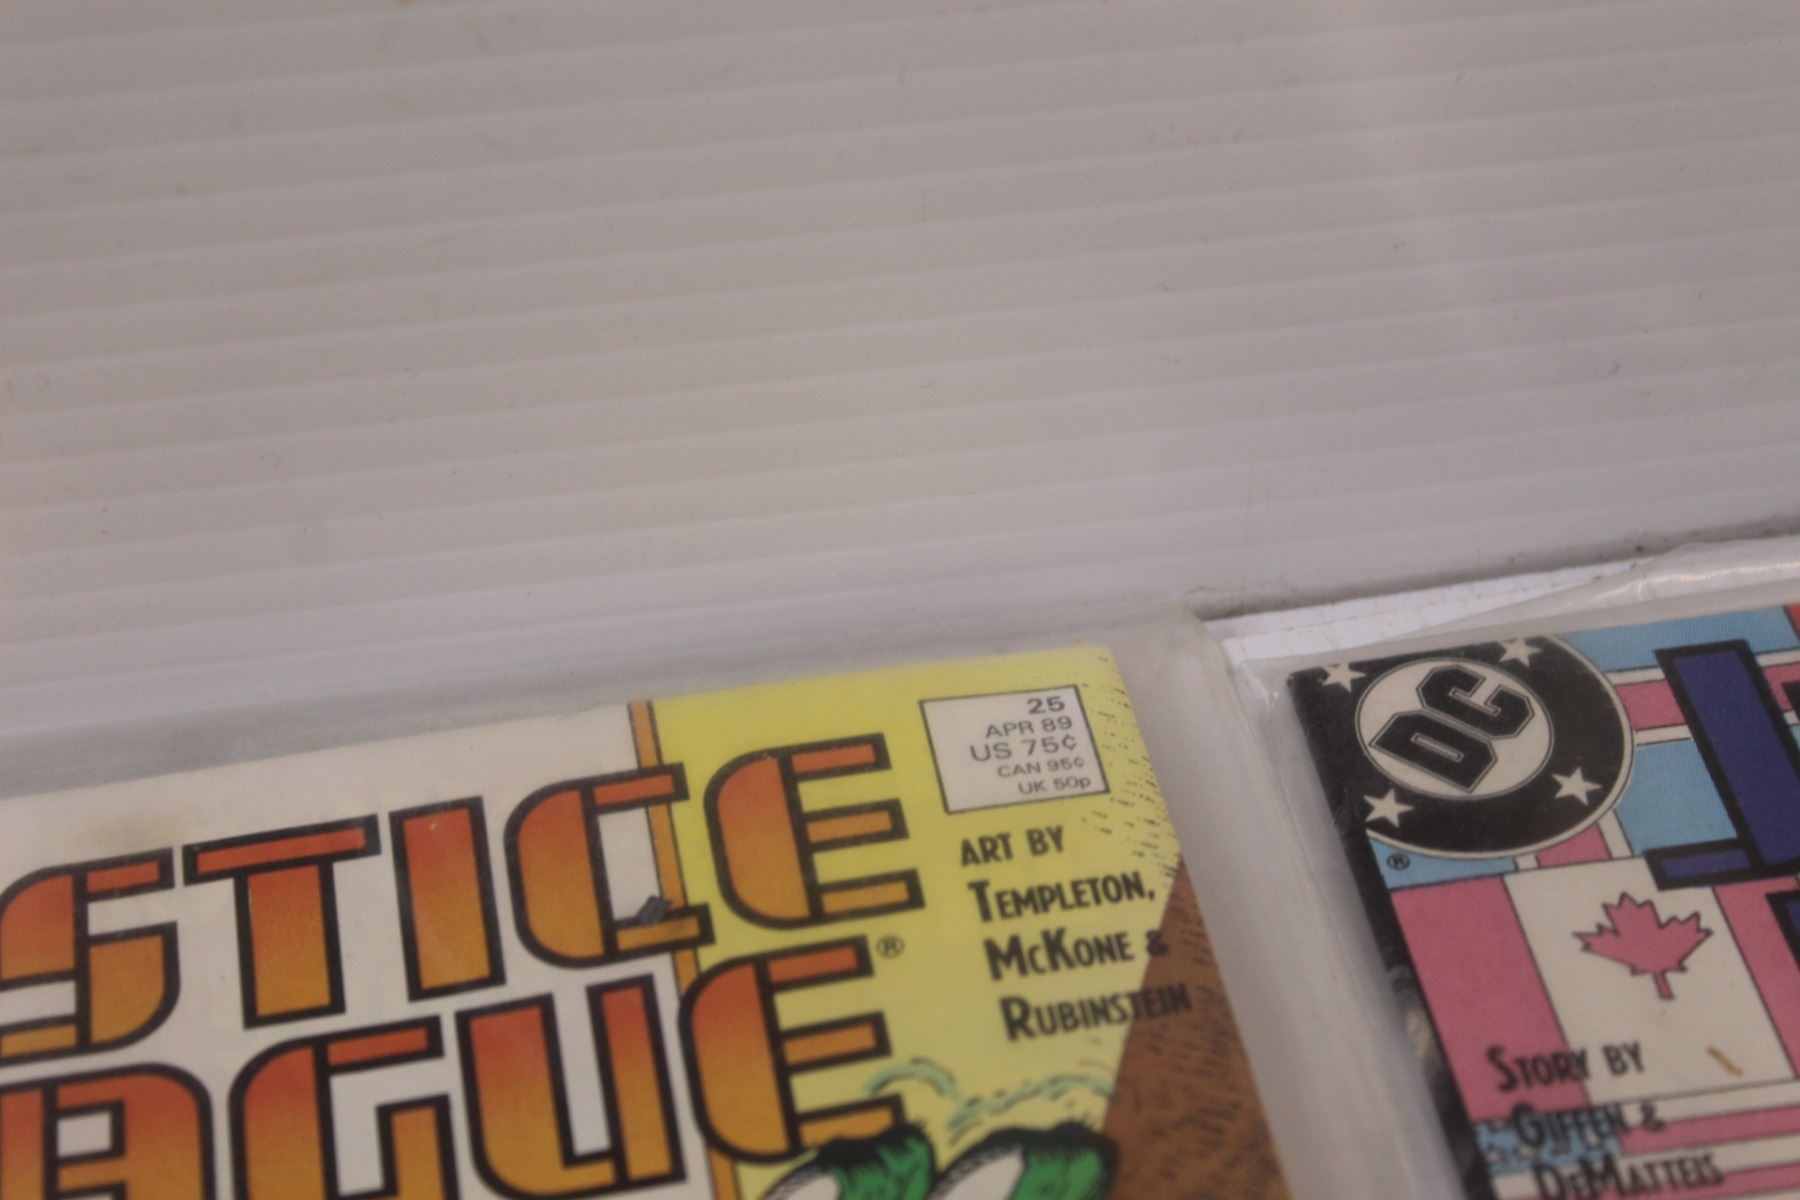 STICE
AGUE®
25
APR 89
US 75¢
CAN 95¢
UK 50p
ART BY
TEMPLETON,
MCKONE &
RUBINSTEIN
DC
®
STORY BY
GIFFEN &
DEMATTEIS